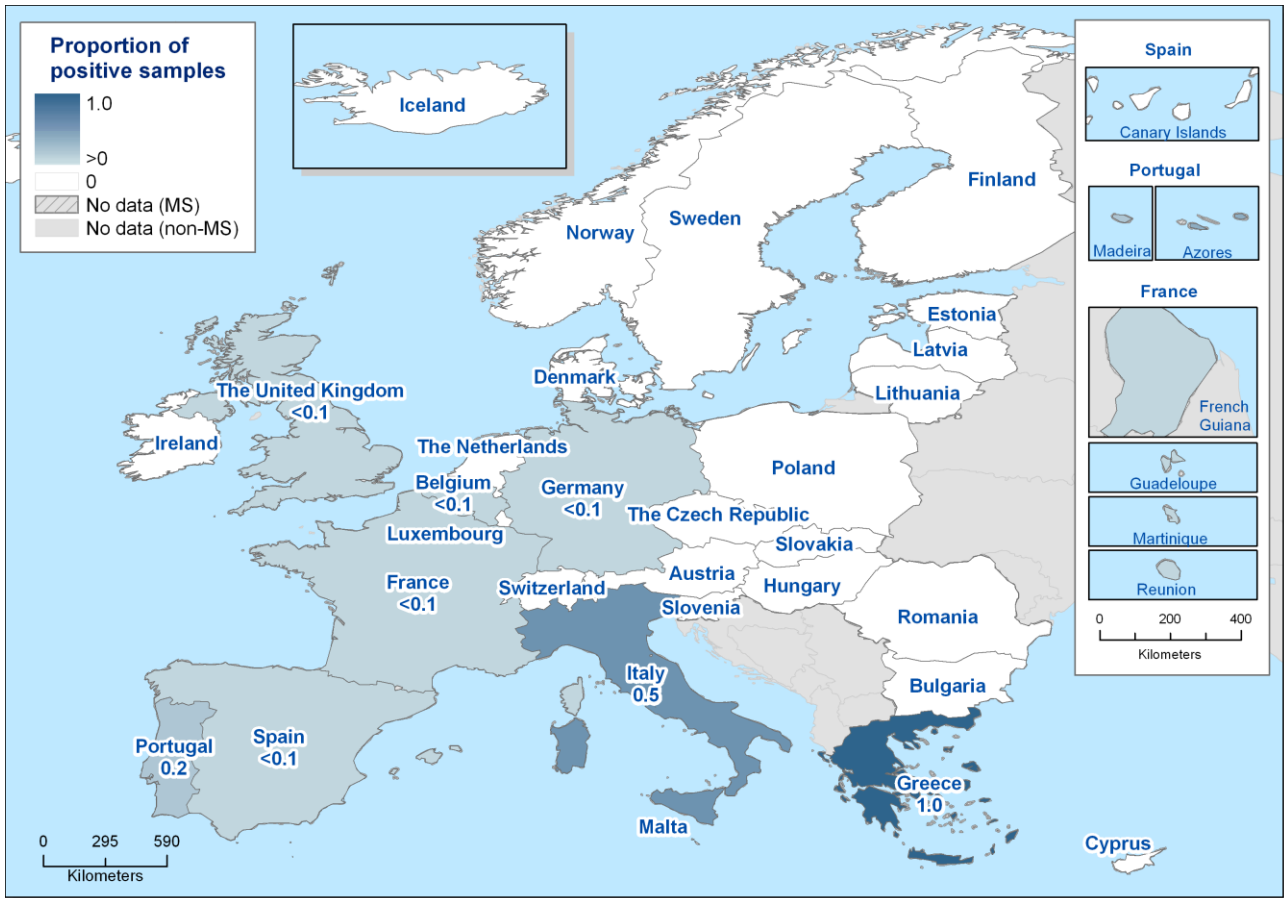 Proportion of
positive samples
1.0
>0
0
No data (MS)
No data (non-MS)
Iceland
Norway
Sweden
Finland
Estonia
Latvia
Lithuania
Denmark
The United Kingdom
<0.1
Ireland
The Netherlands
Belgium
<0.1
Luxembourg
Germany
<0.1
Poland
The Czech Republic
Slovakia
Austria
Hungary
Switzerland
Slovenia
France
<0.1
Romania
Bulgaria
Italy
0.5
Portugal
0.2
Spain
<0.1
Greece
1.0
Malta
Cyprus
0 295 590
Kilometers
Spain
Canary Islands
Portugal
Madeira
Azores
France
French
Guiana
Guadeloupe
Martinique
Reunion
0 200 400
Kilometers